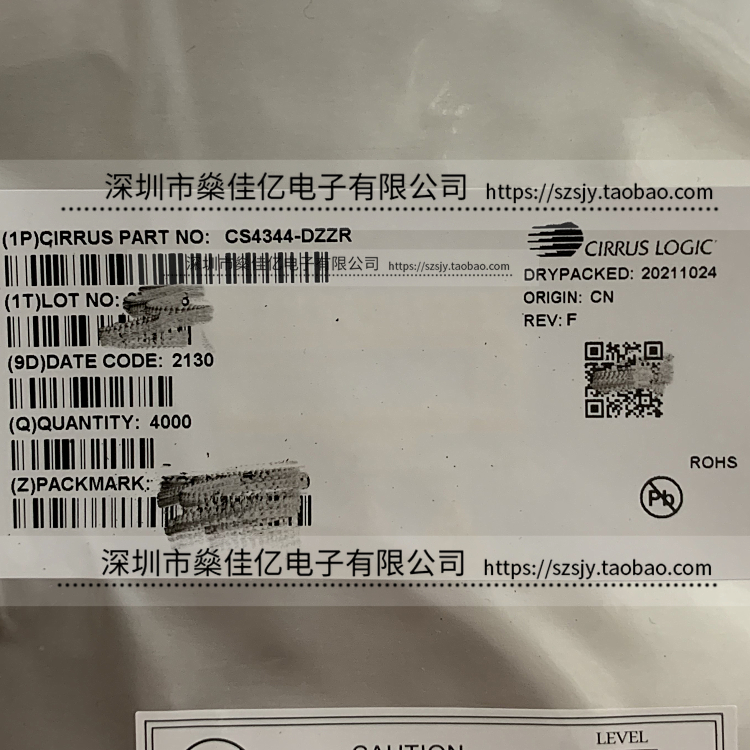 深圳市燊佳亿电子有限公司 https://szsjy.taobao.com
(1P)CIRRUS PART NO: CS4344-DZZR
CIRRUS LOGIC
深圳市燊佳亿电子有限公司 https://szsjy.taobao.com
DRYPACKED: 20211024
(1T)LOT NO:
ORIGIN: CN
REV: F
(9D)DATE CODE: 2130
(Q)QUANTITY: 4000
ROHS
(Z)PACKMARK:
Pb
深圳市燊佳亿电子有限公司 https://szsjy.taobao.com
LEVEL
CAUTION